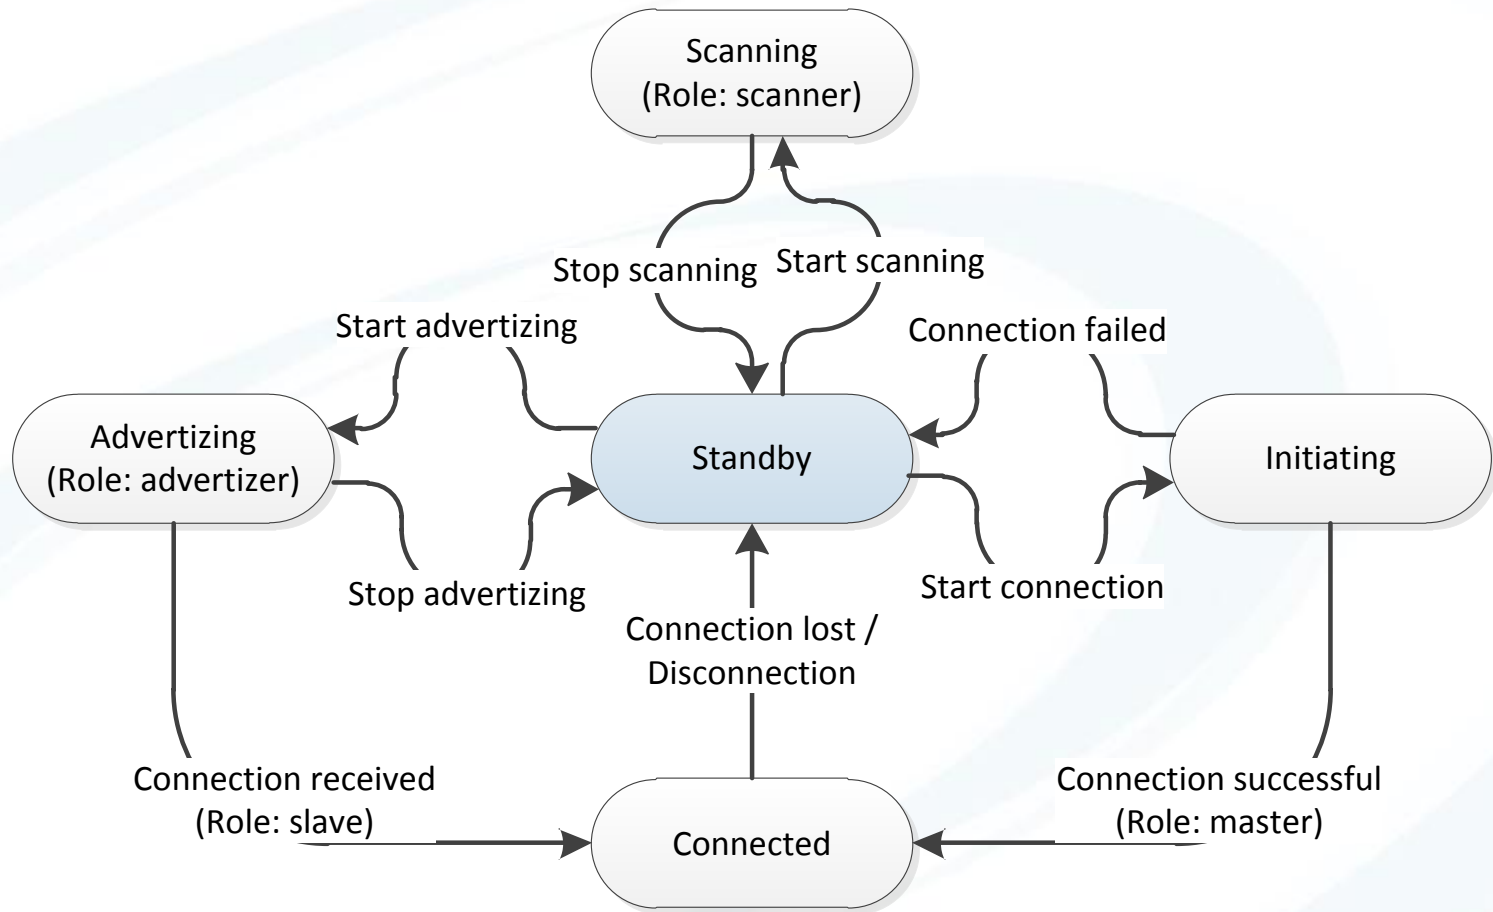 Scanning
(Role: scanner)
Stop scanning
Start scanning
Start advertizing
Connection failed
Advertizing
(Role: advertizer)
Standby
Initiating
Stop advertizing
Start connection
Connection lost /
Disconnection
Connection received
(Role: slave)
Connected
Connection successful
(Role: master)